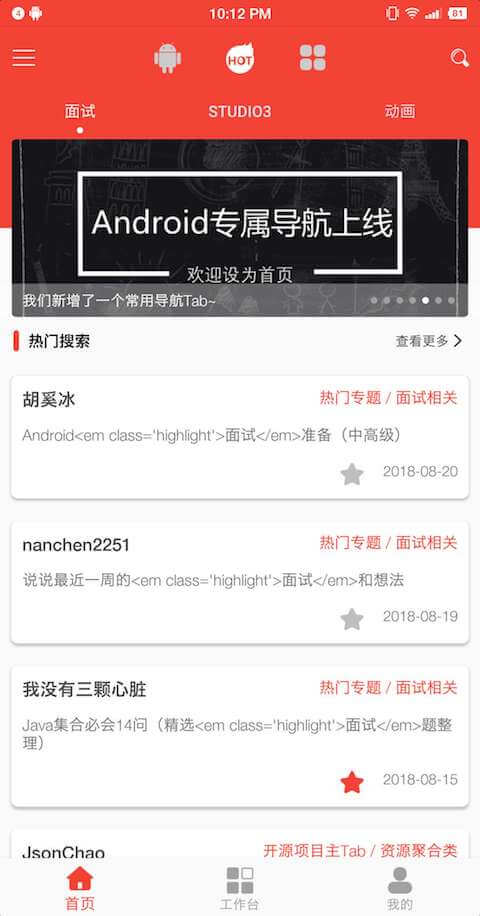 4
10:12 PM
81
HOT
面试
STUDIO3
动画
Android专属导航上线
欢迎设为首页
我们新增了一个常用导航Tab~
热门搜索
查看更多
胡奚冰
热门专题 / 面试相关
Android<em class='highlight'>面试</em>准备（中高级）
2018-08-20
nanchen2251
热门专题 / 面试相关
说说最近一周的<em class='highlight'>面试</em>和想法
2018-08-19
我没有三颗心脏
热门专题 / 面试相关
Java集合必会14问（精选<em class='highlight'>面试</em>题整
理）
2018-08-15
JsonChao
开源项目主Tab / 资源聚合类
首页
工作台
我的